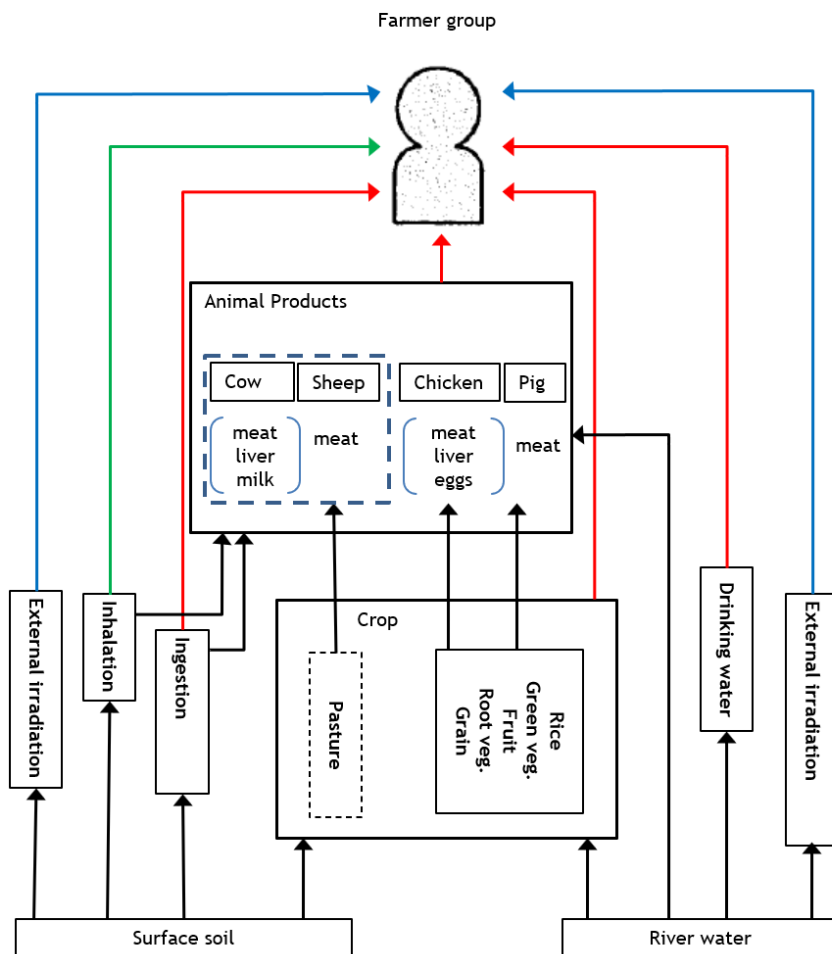 Farmer group
Animal Products
Cow
Sheep
Chicken
Pig
meat
liver
milk
meat
meat
liver
eggs
meat
External irradiation
Inhalation
Ingestion
Crop
Pasture
Rice
Green veg.
Fruit
Root veg.
Grain
Drinking water
External irradiation
Surface soil
River water